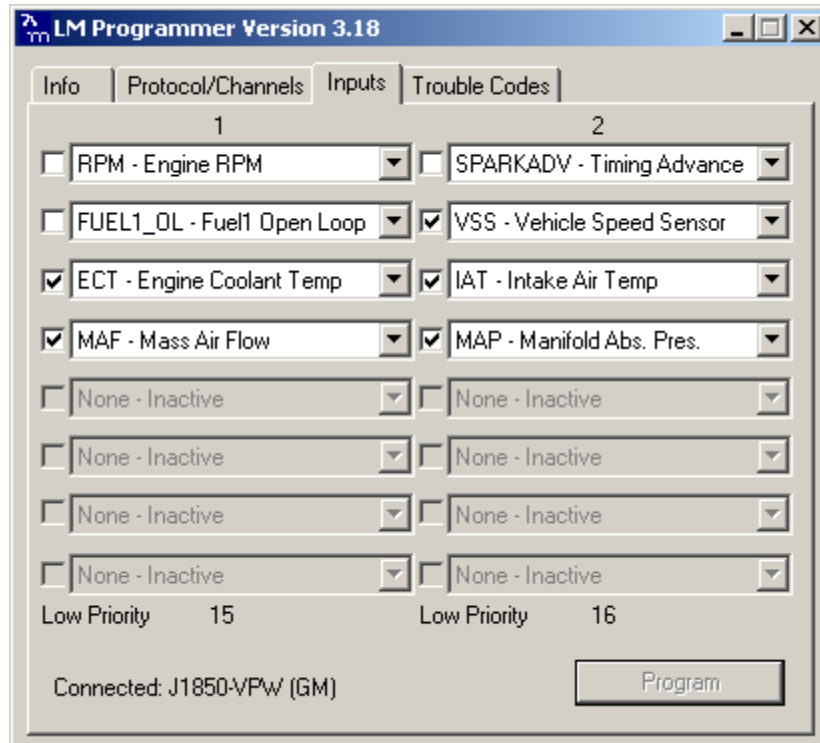 LM Programmer Version 3.18
Info Protocol/Channels Inputs Trouble Codes
1 2
RPM - Engine RPM SPARKADV - Timing Advance
FUEL1_OL - Fuel1 Open Loop VSS - Vehicle Speed Sensor
ECT - Engine Coolant Temp IAT - Intake Air Temp
MAF - Mass Air Flow MAP - Manifold Abs. Pres.
None - Inactive None - Inactive
None - Inactive None - Inactive
None - Inactive None - Inactive
None - Inactive None - Inactive
Low Priority 15 Low Priority 16
Connected: J1850-VPW (GM) Program